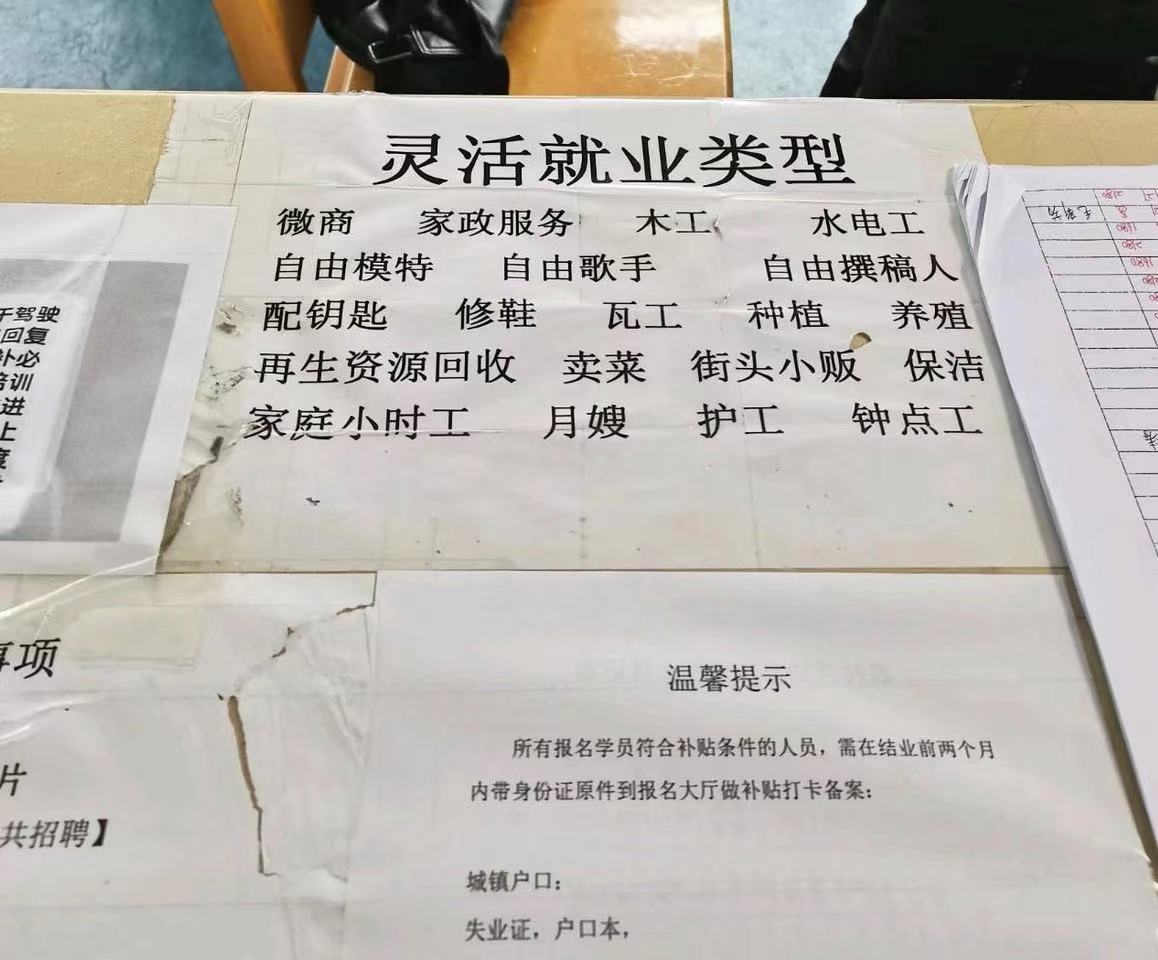 灵活就业类型
微商 家政服务 木工 水电工
自由模特 自由歌手 自由撰稿人
配钥匙 修鞋 瓦工 种植 养殖
再生资源回收 卖菜 街头小贩 保洁
家庭小时工 月嫂 护工 钟点工
驾驶
回复
补必
培训
进
上
事项
片
共招聘】
温馨提示
所有报名学员符合补贴条件的人员，需在结业前两个月
内带身份证原件到报名大厅做补贴打卡备案：
城镇户口：
失业证，户口本，
2180
1680
2180
1680